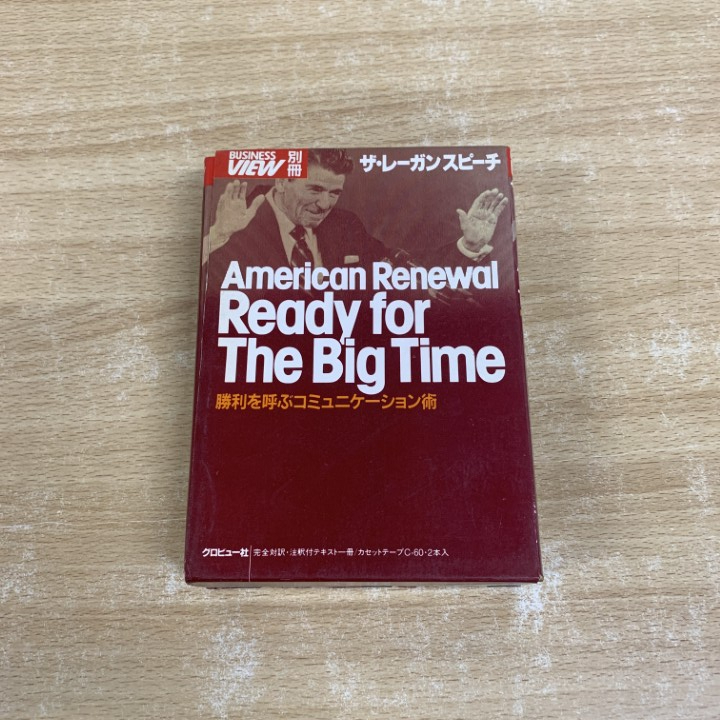 BUSINESS
VIEW
別冊
ザ・レーガン スピーチ
American Renewal
Ready for
The Big Time
勝利を呼ぶコミュニケーション術
グロビュー社 完全対訳・注釈付テキスト一冊/カセットテープC-60・2本入